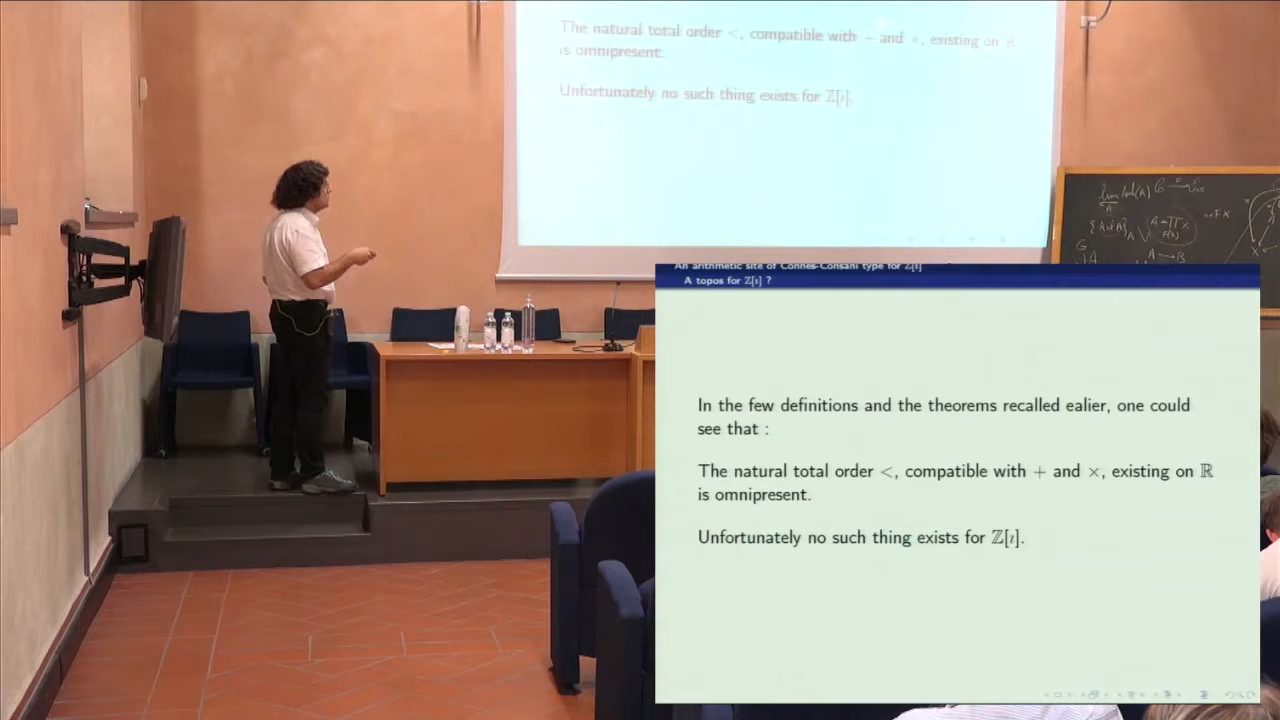 The natural total order <, compatible with + and ×, existing on ℝ
is omnipresent.
Unfortunately no such thing exists for ℤ[ı].
lim Aut(A)
A → B
An arithmetic site of Connes-Consani type for ℤ[ı]
A topos for ℤ[ı] ?
In the few definitions and the theorems recalled ealier, one could
see that :
The natural total order <, compatible with + and ×, existing on ℝ
is omnipresent.
Unfortunately no such thing exists for ℤ[ı].